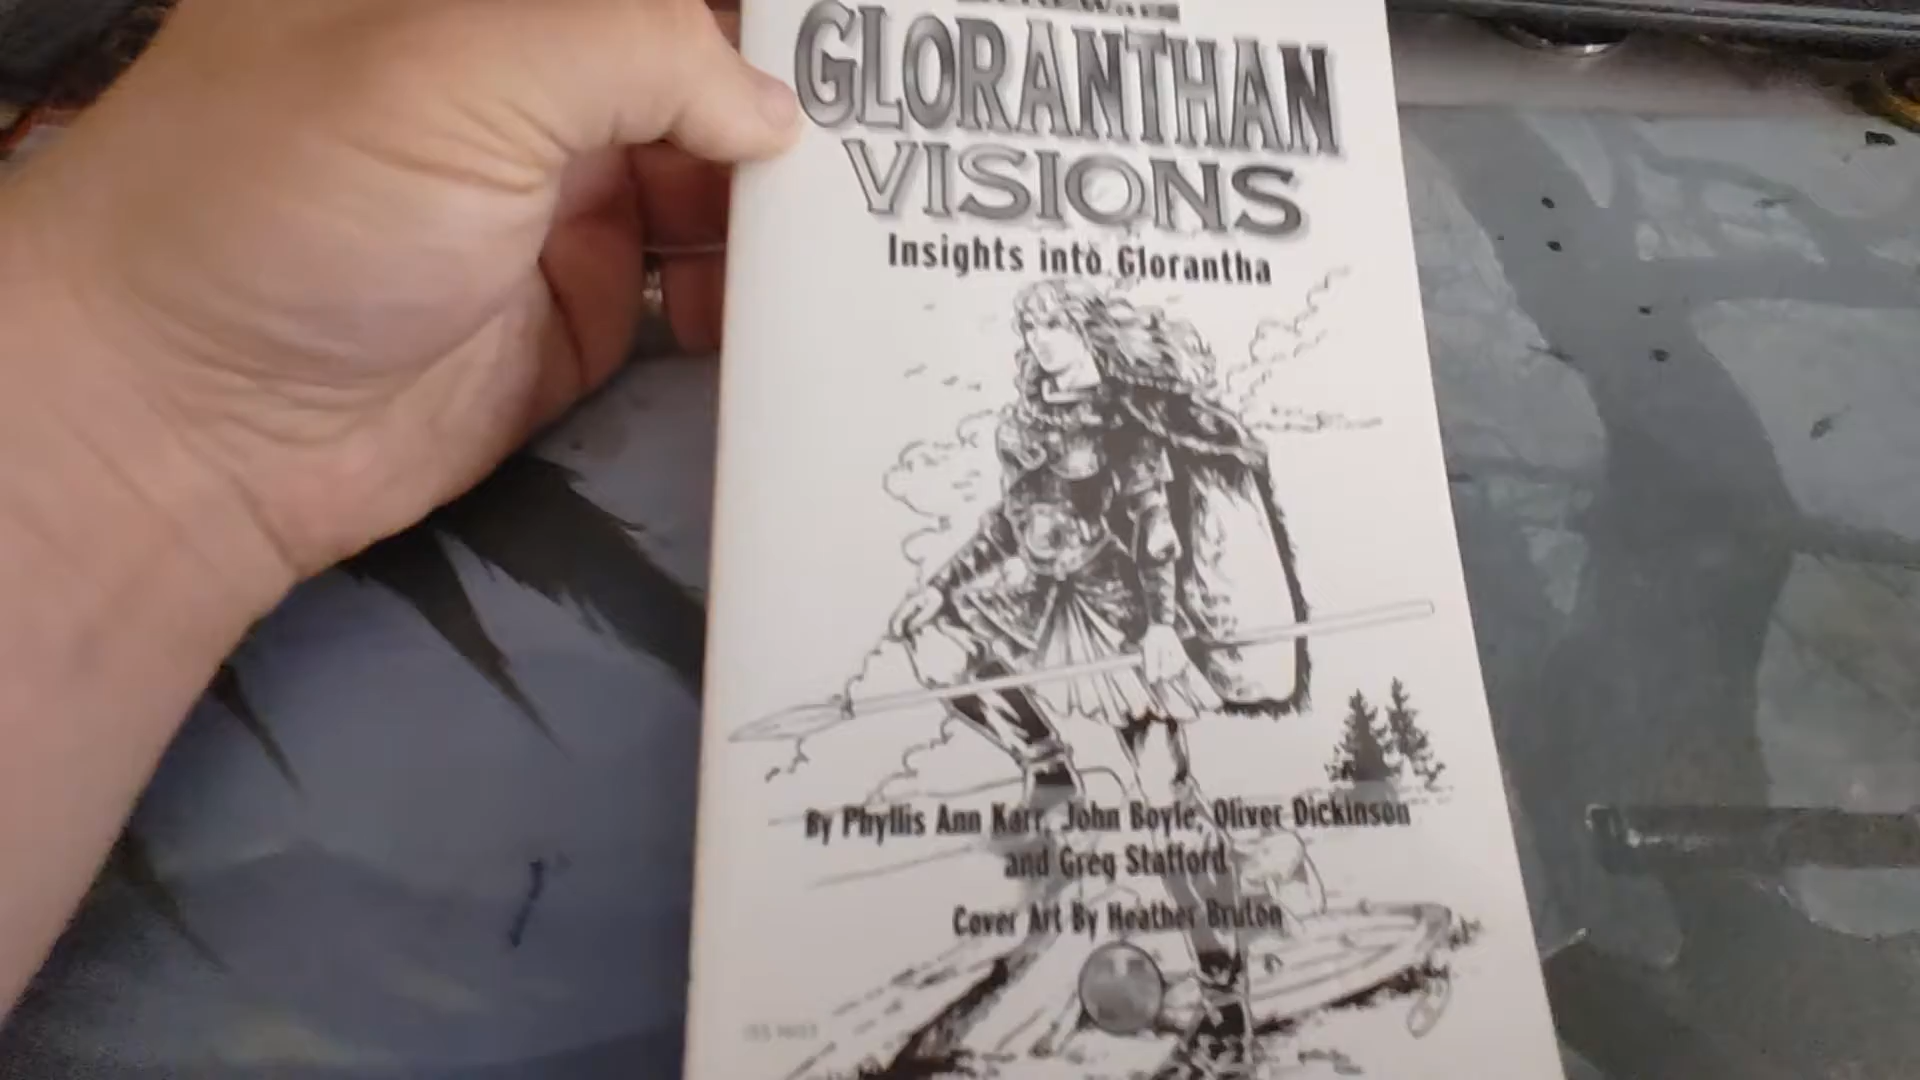 GLORANTHAN
VISIONS
Insights into Glorantha
By Phyllis Ann Karr, John Boyle, Oliver Dickinson
and Greg Stafford
Cover Art By Heather Bruton